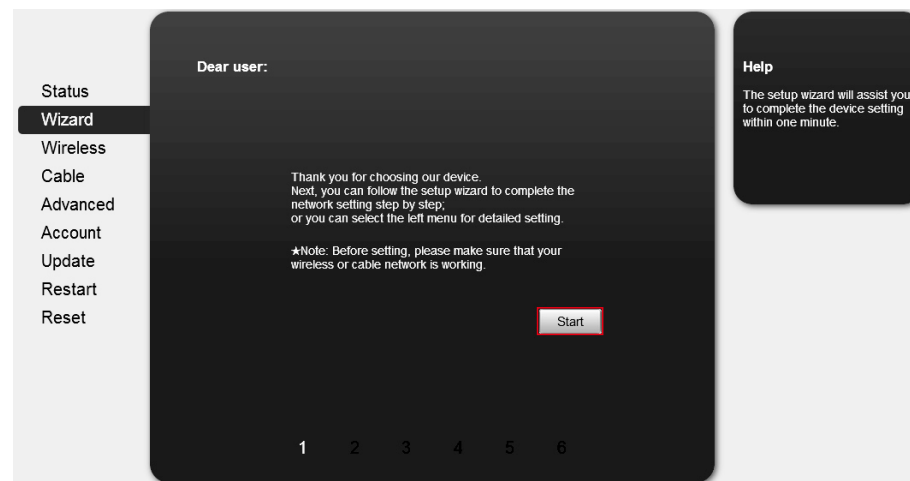 Status
Wizard
Wireless
Cable
Advanced
Account
Update
Restart
Reset
Dear user:
Thank you for choosing our device.
Next, you can follow the setup wizard to complete the
network setting step by step;
or you can select the left menu for detailed setting.
★Note: Before setting, please make sure that your
wireless or cable network is working.
Start
1 2 3 4 5 6
Help
The setup wizard will assist you
to complete the device setting
within one minute.